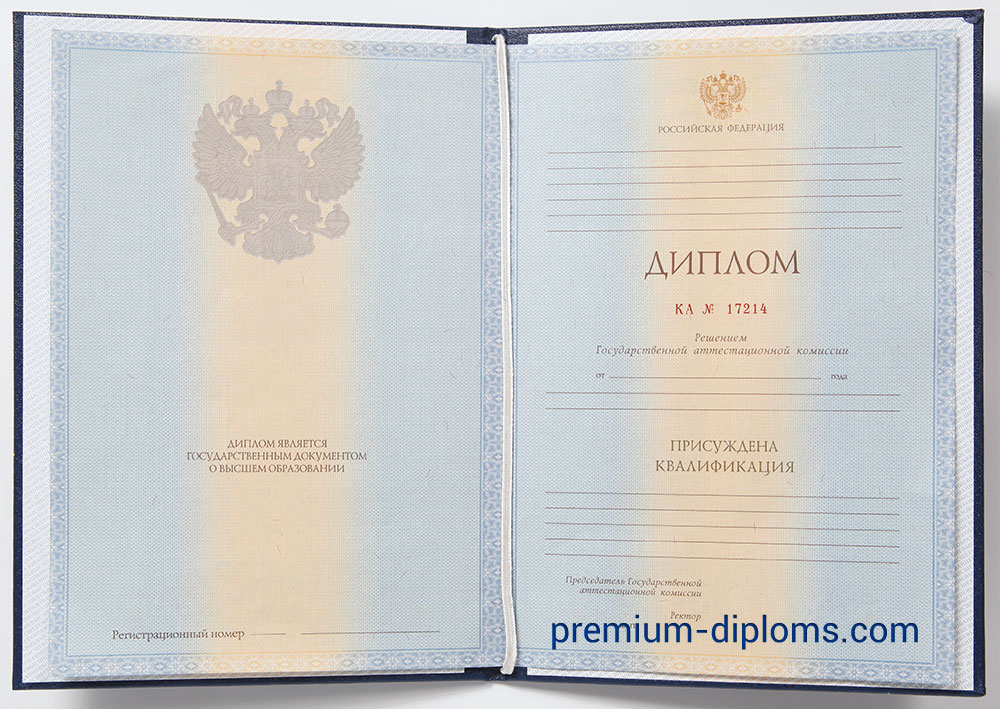 ДИПЛОМ ЯВЛЯЕТСЯ
ГОСУДАРСТВЕННЫМ ДОКУМЕНТОМ
О ВЫСШЕМ ОБРАЗОВАНИИ
Регистрационный номер
РОССИЙСКАЯ ФЕДЕРАЦИЯ
ДИПЛОМ
КА № 17214
Решением
Государственной аттестационной комиссии
от года
ПРИСУЖДЕНА
КВАЛИФИКАЦИЯ
Председатель Государственной
аттестационной комиссии
Ректор
premium-diploms.com